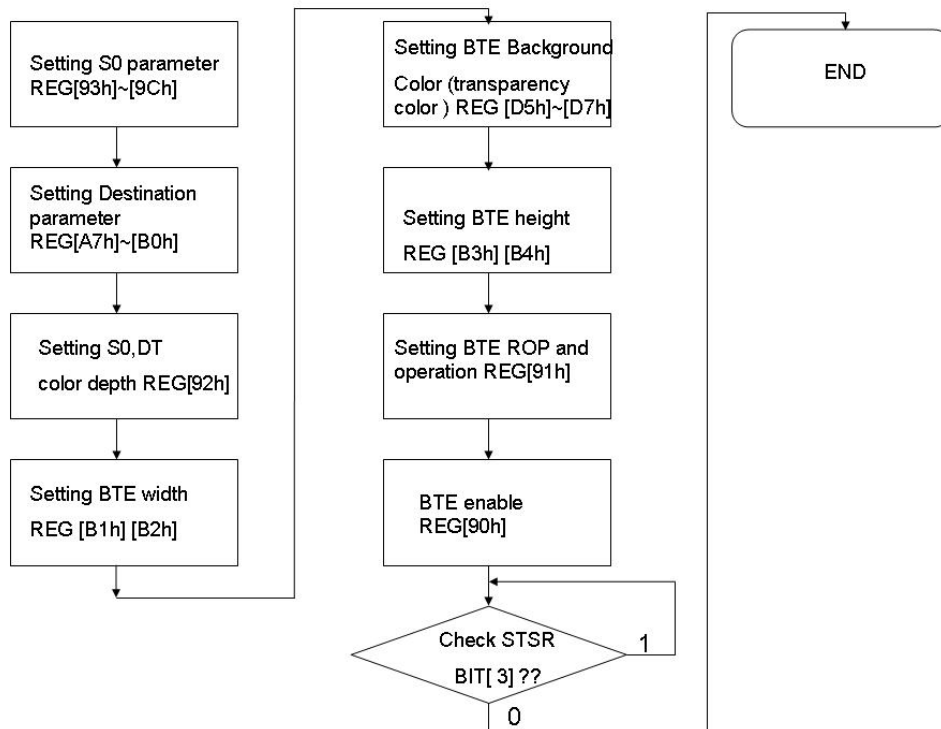 Setting S0 parameter
REG[93h]~[9Ch]
Setting Destination
parameter
REG[A7h]~[B0h]
Setting S0,DT
color depth REG[92h]
Setting BTE width
REG [B1h] [B2h]
Setting BTE Background
Color (transparency
color ) REG [D5h]~[D7h]
Setting BTE height
REG [B3h] [B4h]
Setting BTE ROP and
operation REG[91h]
BTE enable
REG[90h]
Check STSR
BIT[ 3] ??
1
0
END